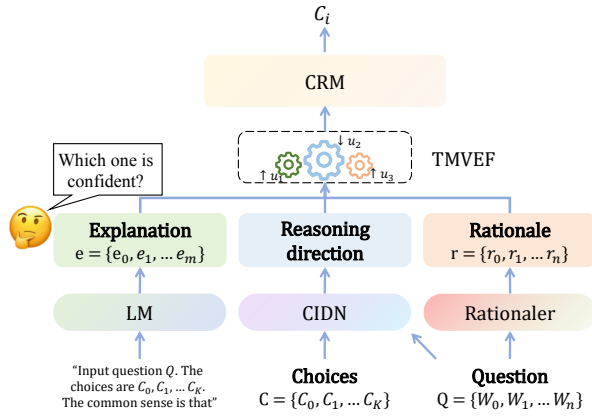 C_i
CRM
↓u_2
TMVEF
↑u_1
↑u_3
Which one is
confident?
Explanation
e = {e_0, e_1, … e_m}
Reasoning
direction
Rationale
r = {r_0, r_1, … r_n}
LM
CIDN
Rationaler
"Input question Q. The
choices are C_0, C_1, … C_K.
The common sense is that"
Choices
C = {C_0, C_1, … C_K}
Question
Q = {W_0, W_1, … W_n}